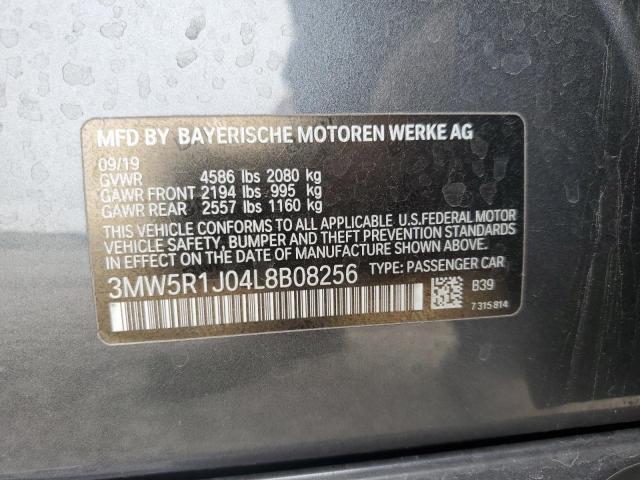 MFD BY BAYERISCHE MOTOREN WERKE AG
09/19
GVWR 4586 lbs 2080 kg
GAWR FRONT 2194 lbs 995 kg
GAWR REAR 2557 lbs 1160 kg
THIS VEHICLE CONFORMS TO ALL APPLICABLE U.S.FEDERAL MOTOR
VEHICLE SAFETY, BUMPER AND THEFT PREVENTION STANDARDS
IN EFFECT ON THE DATE OF MANUFACTURE SHOWN ABOVE.
3MW5R1J04L8B08256 TYPE: PASSENGER CAR
B39
7315814